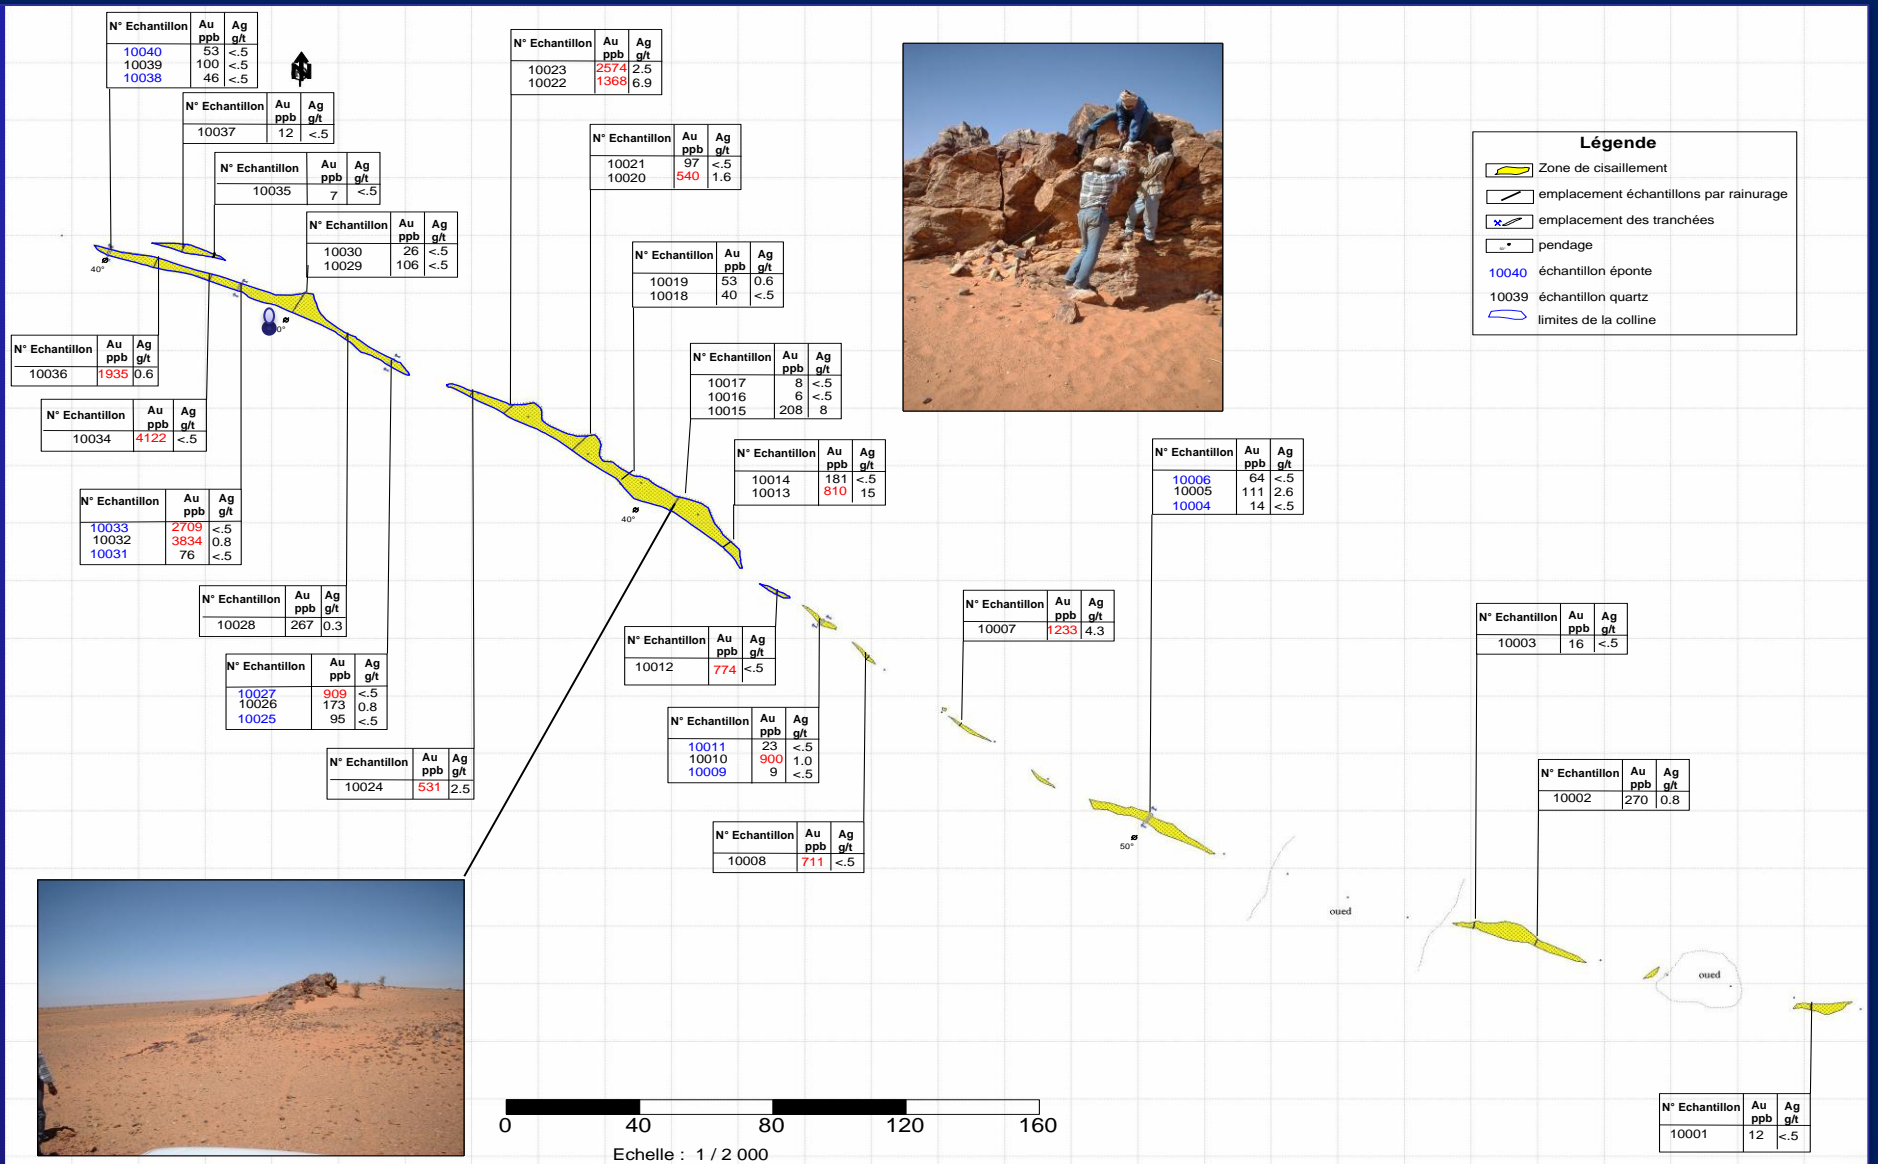 N° Echantillon Au ppb Ag g/t
10040 53 <.5
10039 100 <.5
10038 46 <.5
N
N° Echantillon Au ppb Ag g/t
10037 12 <.5
N° Echantillon Au ppb Ag g/t
10035 7 <.5
N° Echantillon Au ppb Ag g/t
10030 26 <.5
10029 106 <.5
N° Echantillon Au ppb Ag g/t
10023 2574 2.5
10022 1368 6.9
N° Echantillon Au ppb Ag g/t
10021 97 <.5
10020 540 1.6
N° Echantillon Au ppb Ag g/t
10019 53 0.6
10018 40 <.5
N° Echantillon Au ppb Ag g/t
10017 8 <.5
10016 6 <.5
10015 208 8
N° Echantillon Au ppb Ag g/t
10014 181 <.5
10013 810 15
Légende
Zone de cisaillement
emplacement échantillons par rainurage
emplacement des tranchées
pendage
10040 échantillon éponte
10039 échantillon quartz
limites de la colline
40°
N° Echantillon Au ppb Ag g/t
10036 1935 0.6
N° Echantillon Au ppb Ag g/t
10034 4122 <.5
N° Echantillon Au ppb Ag g/t
10033 2709 <.5
10032 3834 0.8
10031 76 <.5
N° Echantillon Au ppb Ag g/t
10028 267 0.3
N° Echantillon Au ppb Ag g/t
10027 909 <.5
10026 173 0.8
10025 95 <.5
N° Echantillon Au ppb Ag g/t
10024 531 2.5
40°
N° Echantillon Au ppb Ag g/t
10012 774 <.5
N° Echantillon Au ppb Ag g/t
10011 23 <.5
10010 900 1.0
10009 9 <.5
N° Echantillon Au ppb Ag g/t
10008 711 <.5
N° Echantillon Au ppb Ag g/t
10007 1233 4.3
N° Echantillon Au ppb Ag g/t
10006 64 <.5
10005 111 2.6
10004 14 <.5
50°
N° Echantillon Au ppb Ag g/t
10003 16 <.5
N° Echantillon Au ppb Ag g/t
10002 270 0.8
oued
oued
N° Echantillon Au ppb Ag g/t
10001 12 <.5
0 40 80 120 160
Echelle : 1 / 2 000